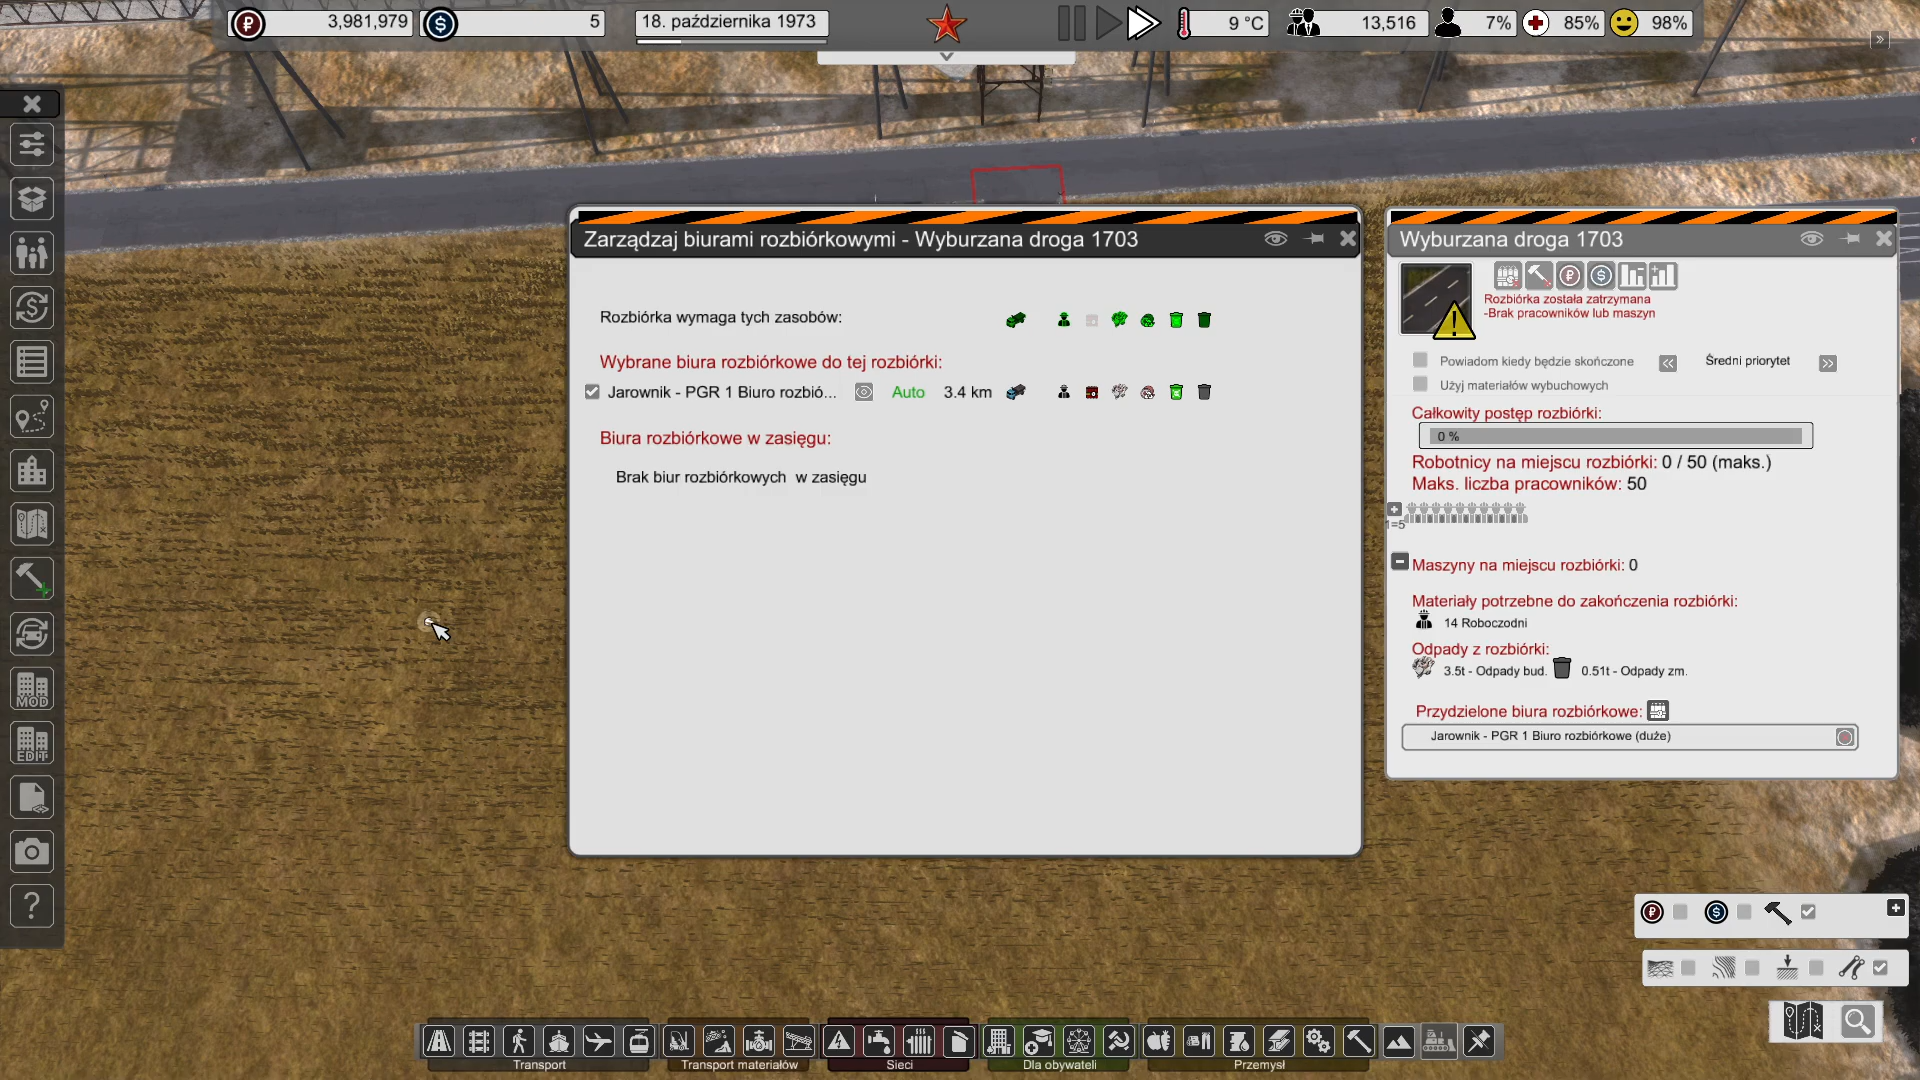 3,981,979
5
18. października 1973
9 °C
13,516
7%
85%
98%
Zarządzaj biurami rozbiórkowymi - Wyburzana droga 1703
Rozbiórka wymaga tych zasobów:
Wybrane biura rozbiórkowe do tej rozbiórki:
Jarownik - PGR 1 Biuro rozbió...
Auto
3.4 km
Biura rozbiórkowe w zasięgu:
Brak biur rozbiórkowych w zasięgu
Wyburzana droga 1703
Rozbiórka została zatrzymana
-Brak pracowników lub maszyn
Powiadom kiedy będzie skończone
Średni priorytet
Użyj materiałów wybuchowych
Całkowity postęp rozbiórki:
0 %
Robotnicy na miejscu rozbiórki: 0 / 50 (maks.)
Maks. liczba pracowników: 50
1=5
Maszyny na miejscu rozbiórki: 0
Materiały potrzebne do zakończenia rozbiórki:
14 Roboczodni
Odpady z rozbiórki:
3.5t - Odpady bud.
0.51t - Odpady zm.
Przydzielone biura rozbiórkowe:
Jarownik - PGR 1 Biuro rozbiórkowe (duże)
MOD
EDIT
?
Transport
Transport materiałów
Sieci
Dla obywateli
Przemysł